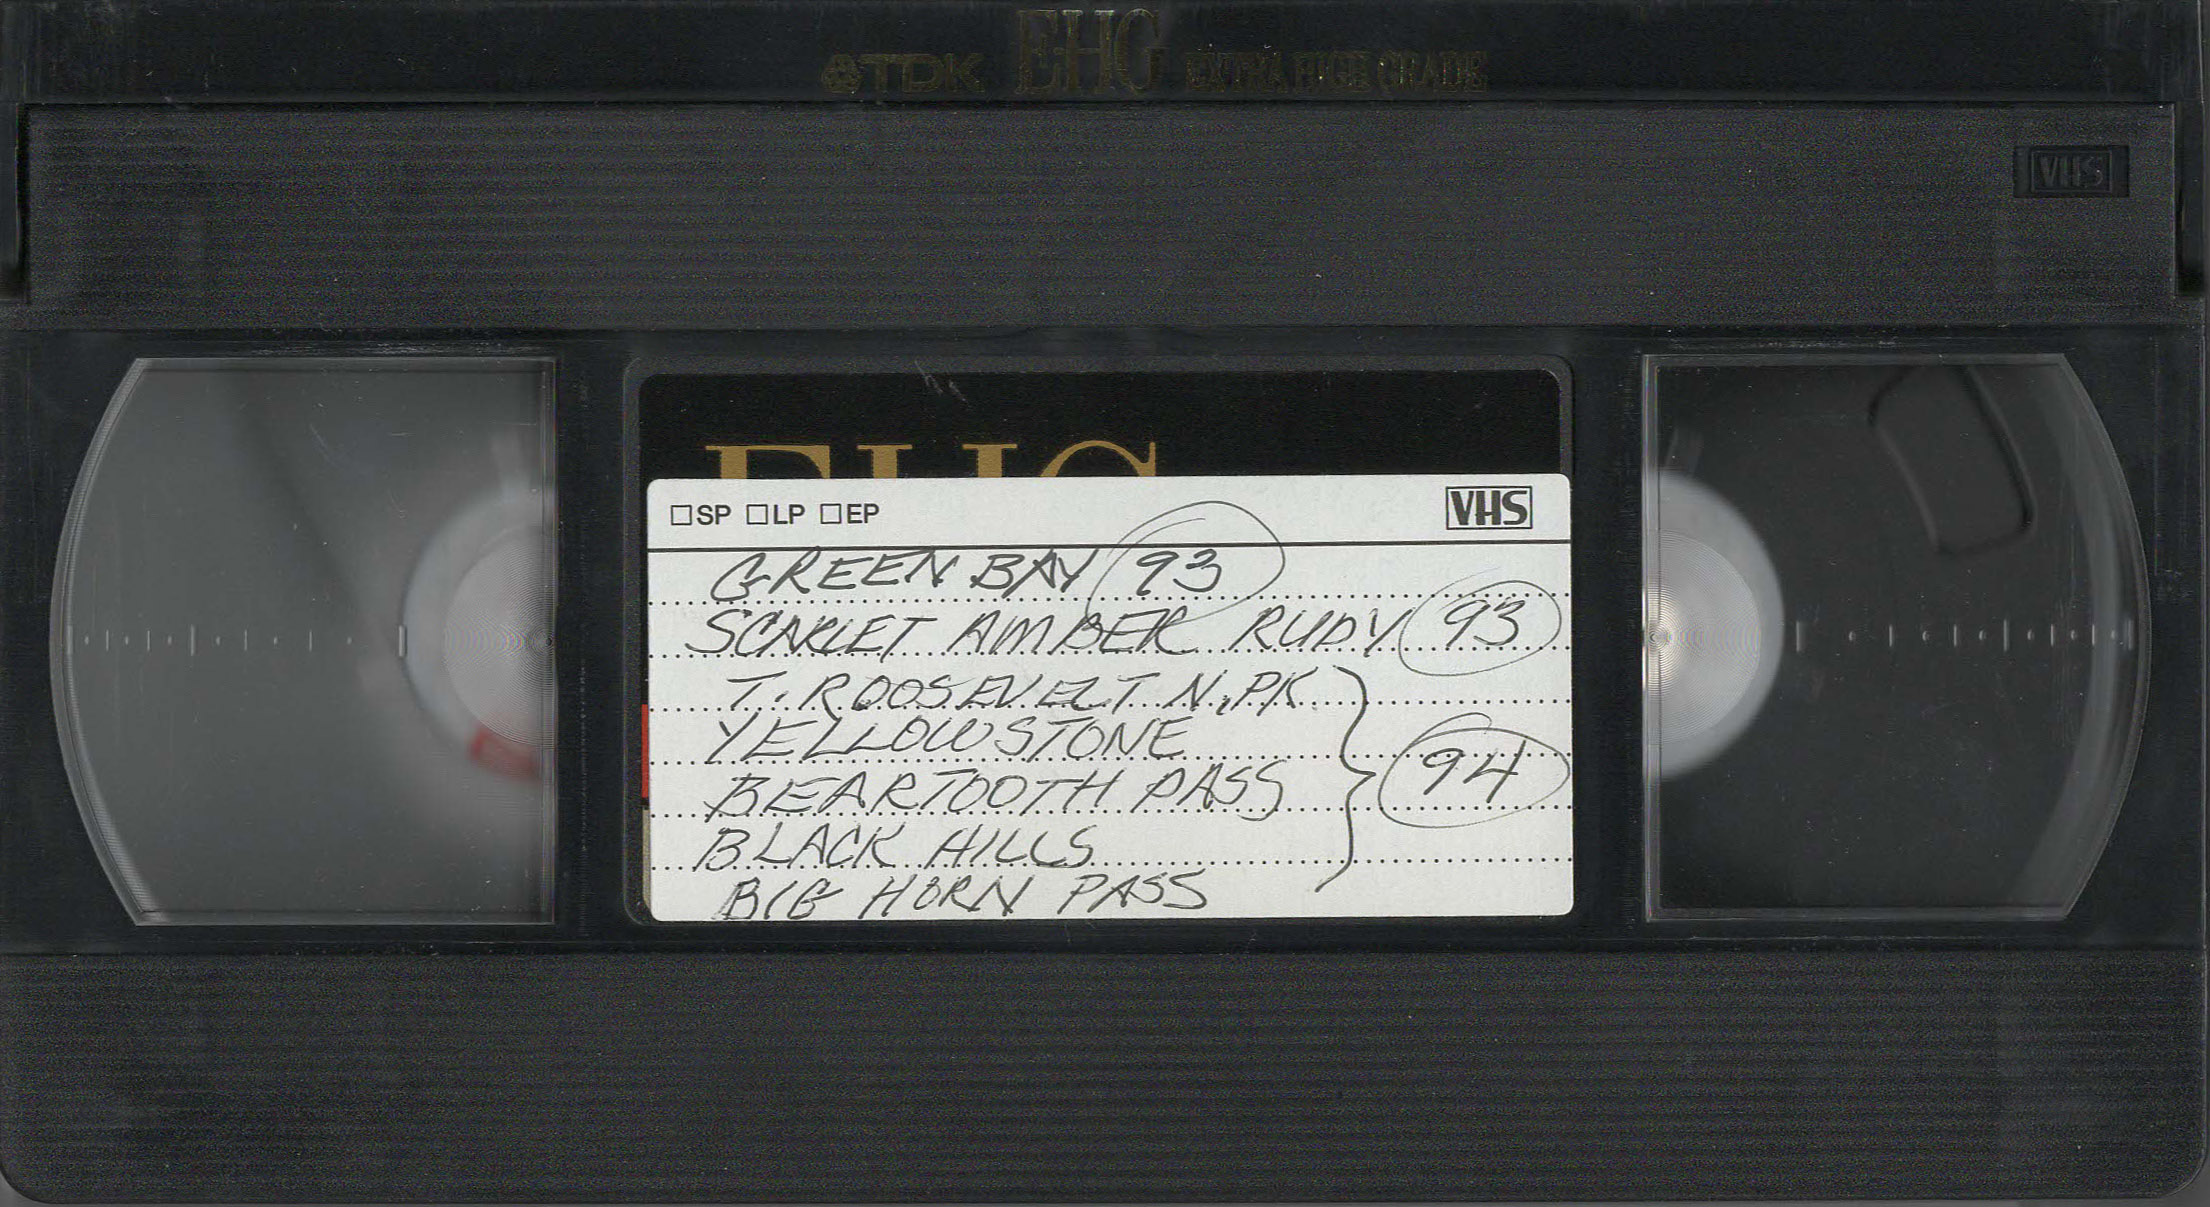 TDK EHG EXTRA HIGH GRADE
VHS
EHG
□SP □LP □EP VHS
GREEN BAY 93
SCARLET AMBER RUDY 93
T. ROOSEVELT N. PK
YELLOWSTONE
BEARTOOTH PASS 94
BLACK HILLS
BIG HORN PASS